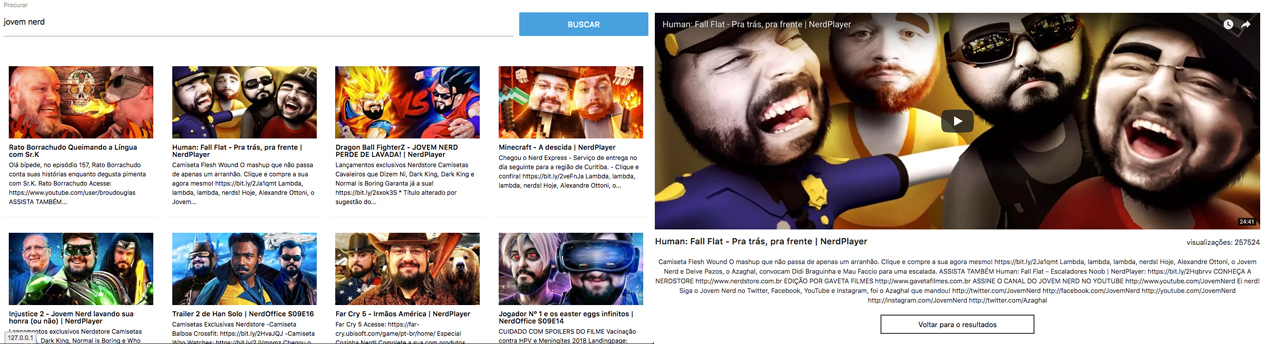 Procurar
jovem nerd
BUSCAR
Rato Borrachudo Queimando a Língua
com Sr.K
Olá bípede, no episódio 157, Rato Borrachudo
conta suas histórias enquanto degusta pimenta
com Sr. K. Rato Borrachudo Acesse:
https://www.youtube.com/user/broudouglas
ASSISTA TAMBÉM...
Human: Fall Flat - Pra trás, pra frente |
NerdPlayer
Camiseta Flesh Wound O mashup que não passa
de apenas um arranhão. Clique e compre a sua
agora mesmo! https://bit.ly/2Ja1qmt Lambda,
lambda, lambda, nerds! Hoje, Alexandre Ottoni, o
Jovem...
Dragon Ball FighterZ - JOVEM NERD
PERDE DE LAVADA! | NerdPlayer
Lançamentos exclusivos Nerdstore Camisetas
Cavaleiros que Dizem Ni, Dark King, Dark King e
Normal is Boring Garanta já a sua!
https://bit.ly/2sxok3S * Título alterado por
sugestão do...
Minecraft - A descida | NerdPlayer
Chegou o Nerd Express - Serviço de entrega no
dia seguinte para a região de Curitiba. - Clique e
confira! https://bit.ly/2veFnJa Lambda, lambda,
lambda, nerds! Hoje, Alexandre Ottoni, o...
Injustice 2 - Jovem Nerd lavando sua
honra (ou não) | NerdPlayer
Lançamentos exclusivos Nerdstore Camisetas
Dark King, Normal is Boring e Who
127.0.0.1
Trailer 2 de Han Solo | NerdOffice S09E16
Camisetas Exclusivas Nerdstore -Camiseta
Balboa Crossfit: https://bit.ly/2HvaJQJ -Camiseta
Far Cry 5 - Irmãos América | NerdPlayer
Far Cry 5 Acesse: https://far-
cry.ubisoft.com/game/pt-br/home/ Especial
Jogador Nº 1 e os easter eggs infinitos |
NerdOffice S09E14
CUIDADO COM SPOILERS DO FILME Vacinação
contra HPV e Meningites 2018 Landingpage:
Human: Fall Flat - Pra trás, pra frente | NerdPlayer
24:41
Human: Fall Flat - Pra trás, pra frente | NerdPlayer
visualizações: 257524
Camiseta Flesh Wound O mashup que não passa de apenas um arranhão. Clique e compre a sua agora mesmo! https://bit.ly/2Ja1qmt Lambda, lambda, lambda, nerds! Hoje, Alexandre Ottoni, o Jovem
Nerd e Deive Pazos, o Azaghal, convocam Didi Braguinha e Mau Faccio para uma escalada. ASSISTA TAMBÉM Human: Fall Flat – Escaladores Noob | NerdPlayer: https://bit.ly/2Hqbrvv CONHEÇA A
NERDSTORE http://www.nerdstore.com.br EDIÇÃO POR GAVETA FILMES http://www.gavetafilmes.com.br ASSINE O CANAL DO JOVEM NERD NO YOUTUBE http://www.youtube.com/JovemNerd Ei nerd!
Siga o Jovem Nerd no Twitter, Facebook, YouTube e Instagram, foi o Azaghal que mandou! http://twitter.com/JovemNerd http://facebook.com/JovemNerd http://youtube.com/JovemNerd
http://instagram.com/JovemNerd http://twitter.com/Azaghal
Voltar para o resultados